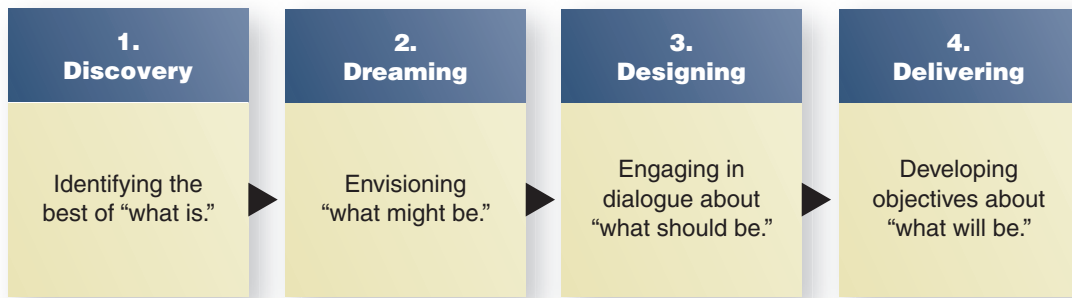 1.
Discovery
Identifying the
best of “what is.”
2.
Dreaming
Envisioning
“what might be.”
3.
Designing
Engaging in
dialogue about
“what should be.”
4.
Delivering
Developing
objectives about
“what will be.”